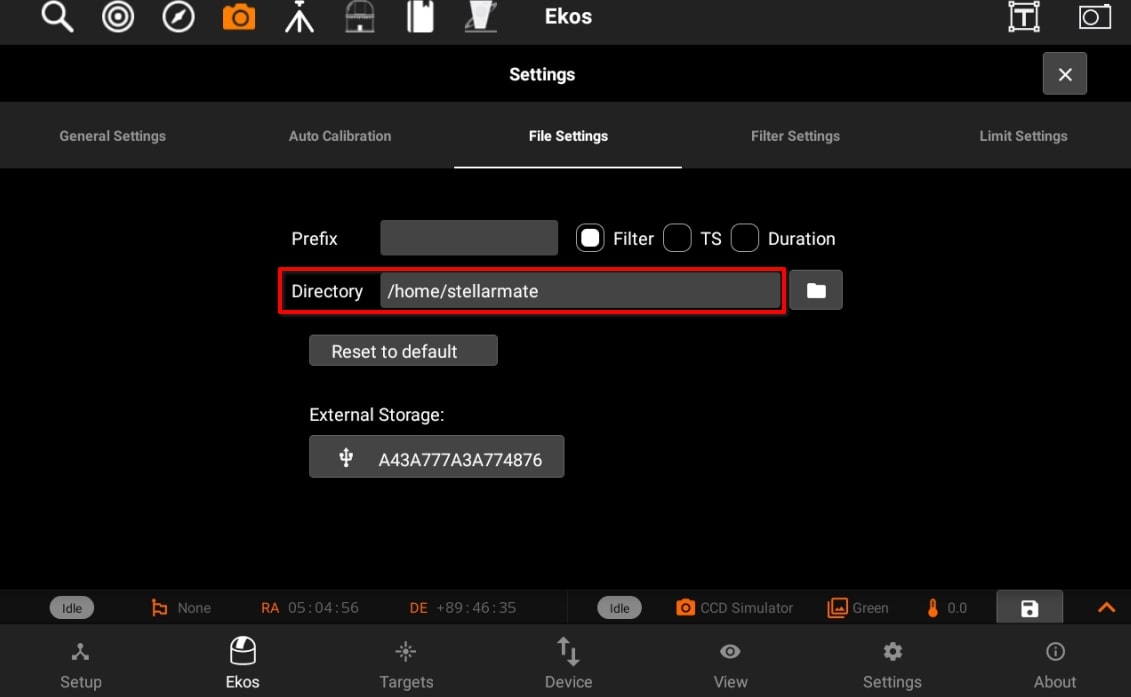 Ekos
T
Settings
General Settings Auto Calibration File Settings Filter Settings Limit Settings
Prefix Filter TS Duration
Directory /home/stellarmate
Reset to default
External Storage:
A43A777A3A774876
Idle None RA 05:04:56 DE +89:46:35 Idle CCD Simulator Green 0.0
Setup Ekos Targets Device View Settings About